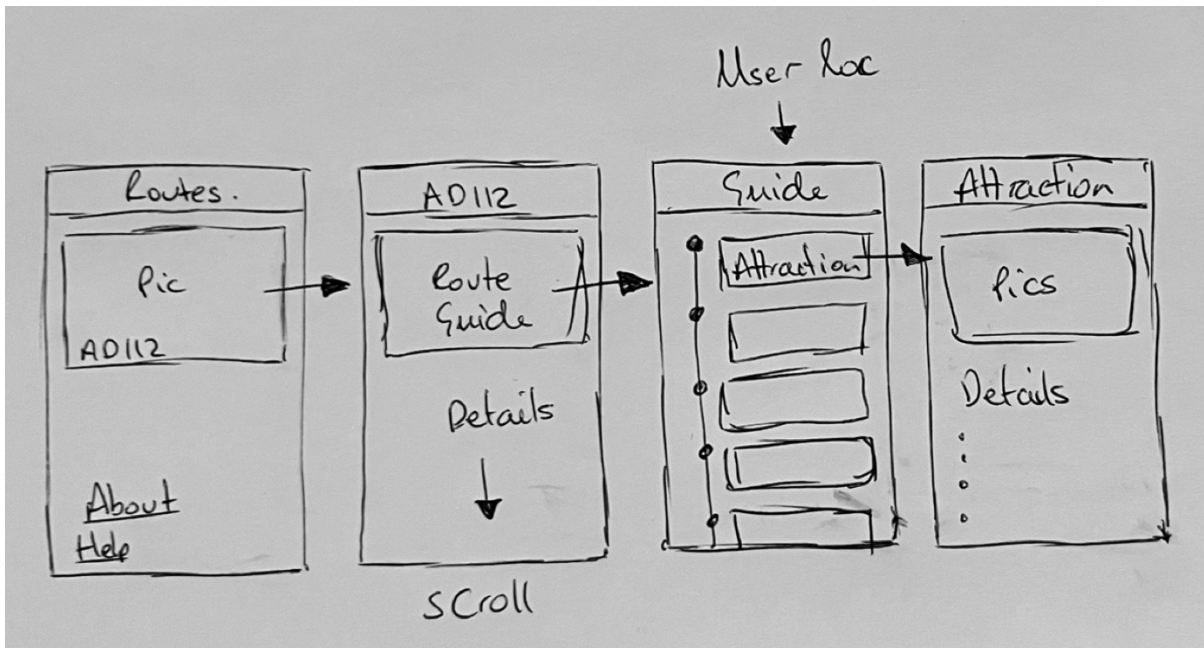 User Loc
Routes.
Pic
AD112
About
Help
AD112
Route
Guide
Details
SCroll
Guide
Attraction
Attraction
Pics
Details